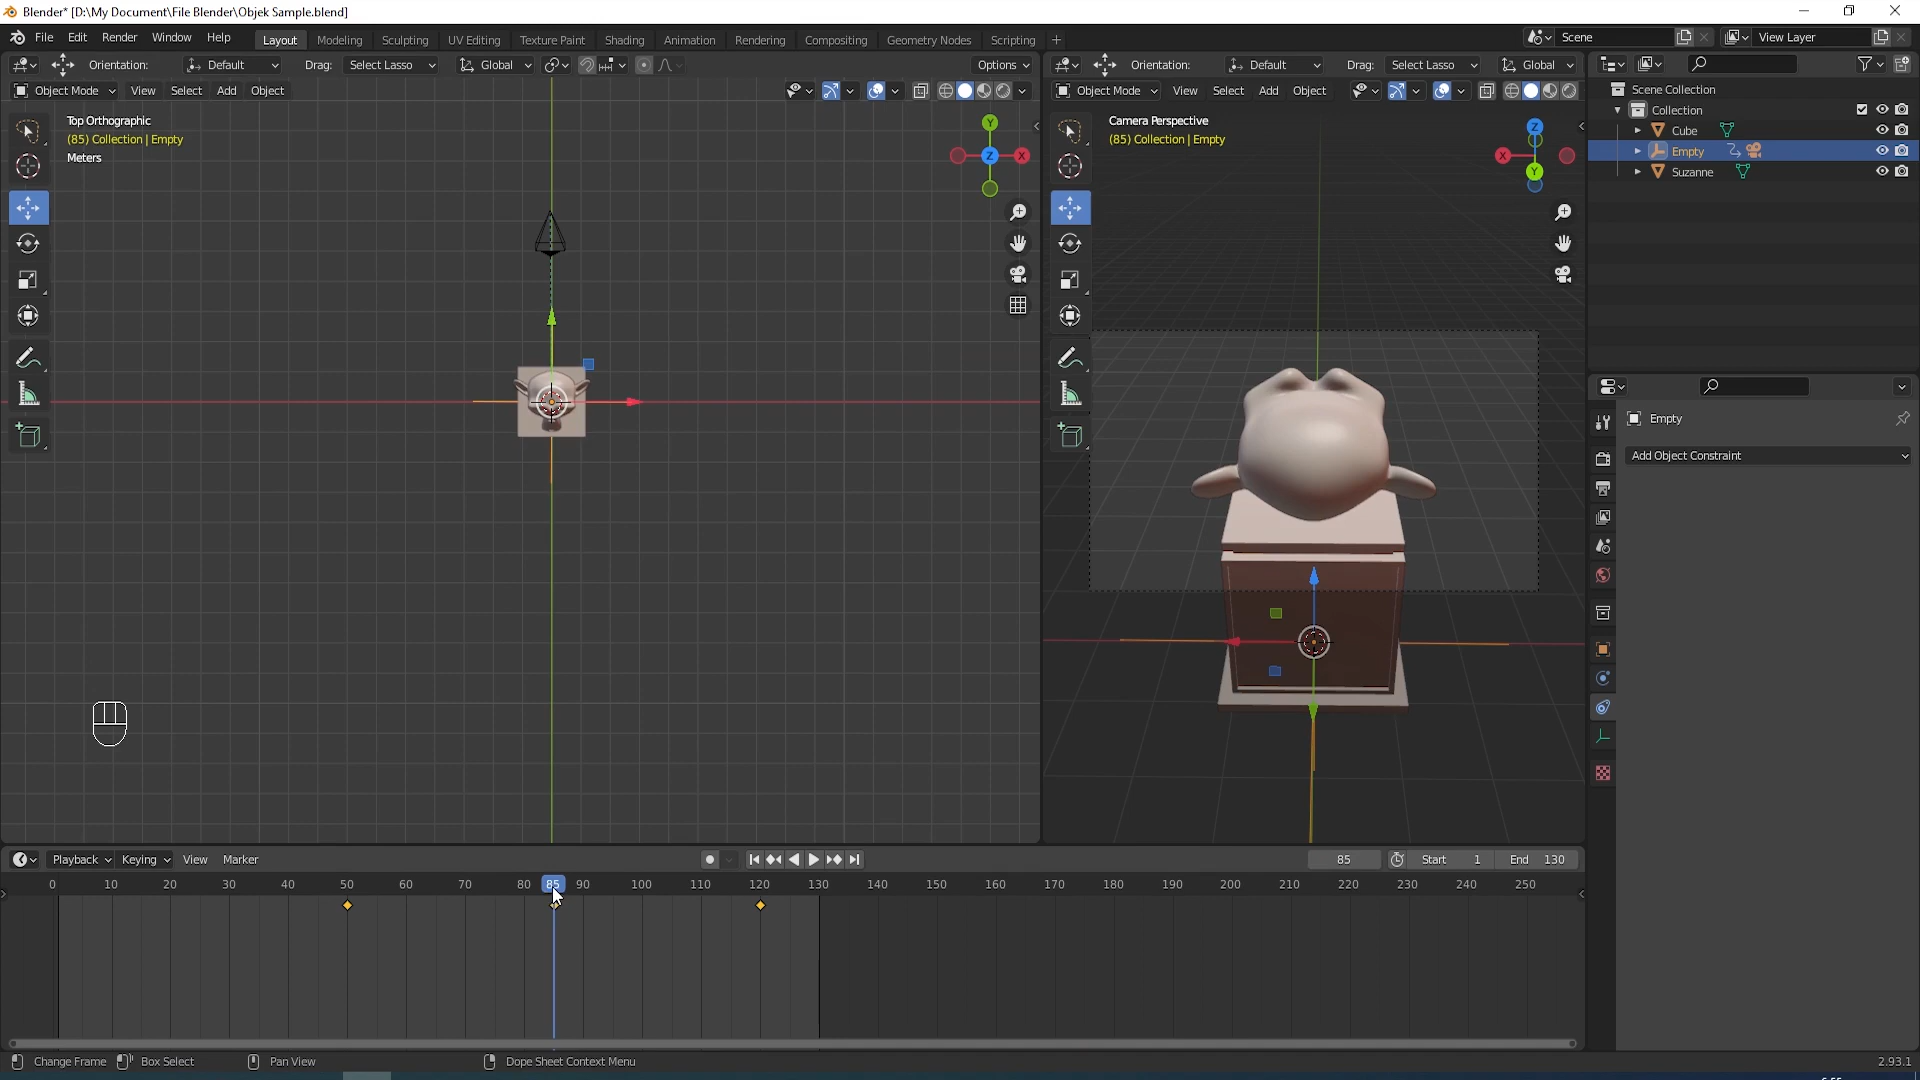 Blender* [D:\My Document\File Blender\Objek Sample.blend]
File Edit Render Window Help Layout Modeling Sculpting UV Editing Texture Paint Shading Animation Rendering Compositing Geometry Nodes Scripting + Scene View Layer
Orientation: Default Drag: Select Lasso Global Options
Orientation: Default Drag: Select Lasso Global
Object Mode View Select Add Object
Object Mode View Select Add Object
Top Orthographic
(85) Collection | Empty
Meters
Y
X
Z
Camera Perspective
(85) Collection | Empty
Z
X
Y
Scene Collection
Collection
Cube
Empty
Suzanne
Empty
Add Object Constraint
Playback Keying View Marker 85 Start 1 End 130
0 10 20 30 40 50 60 70 80 85 90 100 110 120 130 140 150 160 170 180 190 200 210 220 230 240 250
Change Frame Box Select Pan View Dope Sheet Context Menu 2.93.1